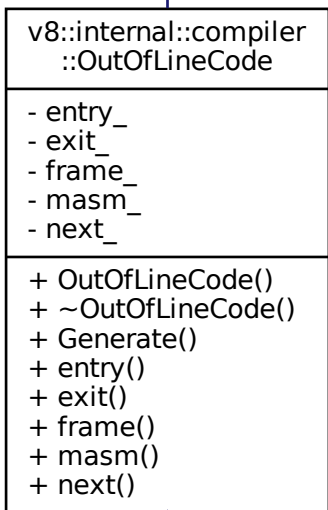 v8::internal::compiler
::OutOfLineCode
- entry_
- exit_
- frame_
- masm_
- next_
+ OutOfLineCode()
+ ~OutOfLineCode()
+ Generate()
+ entry()
+ exit()
+ frame()
+ masm()
+ next()